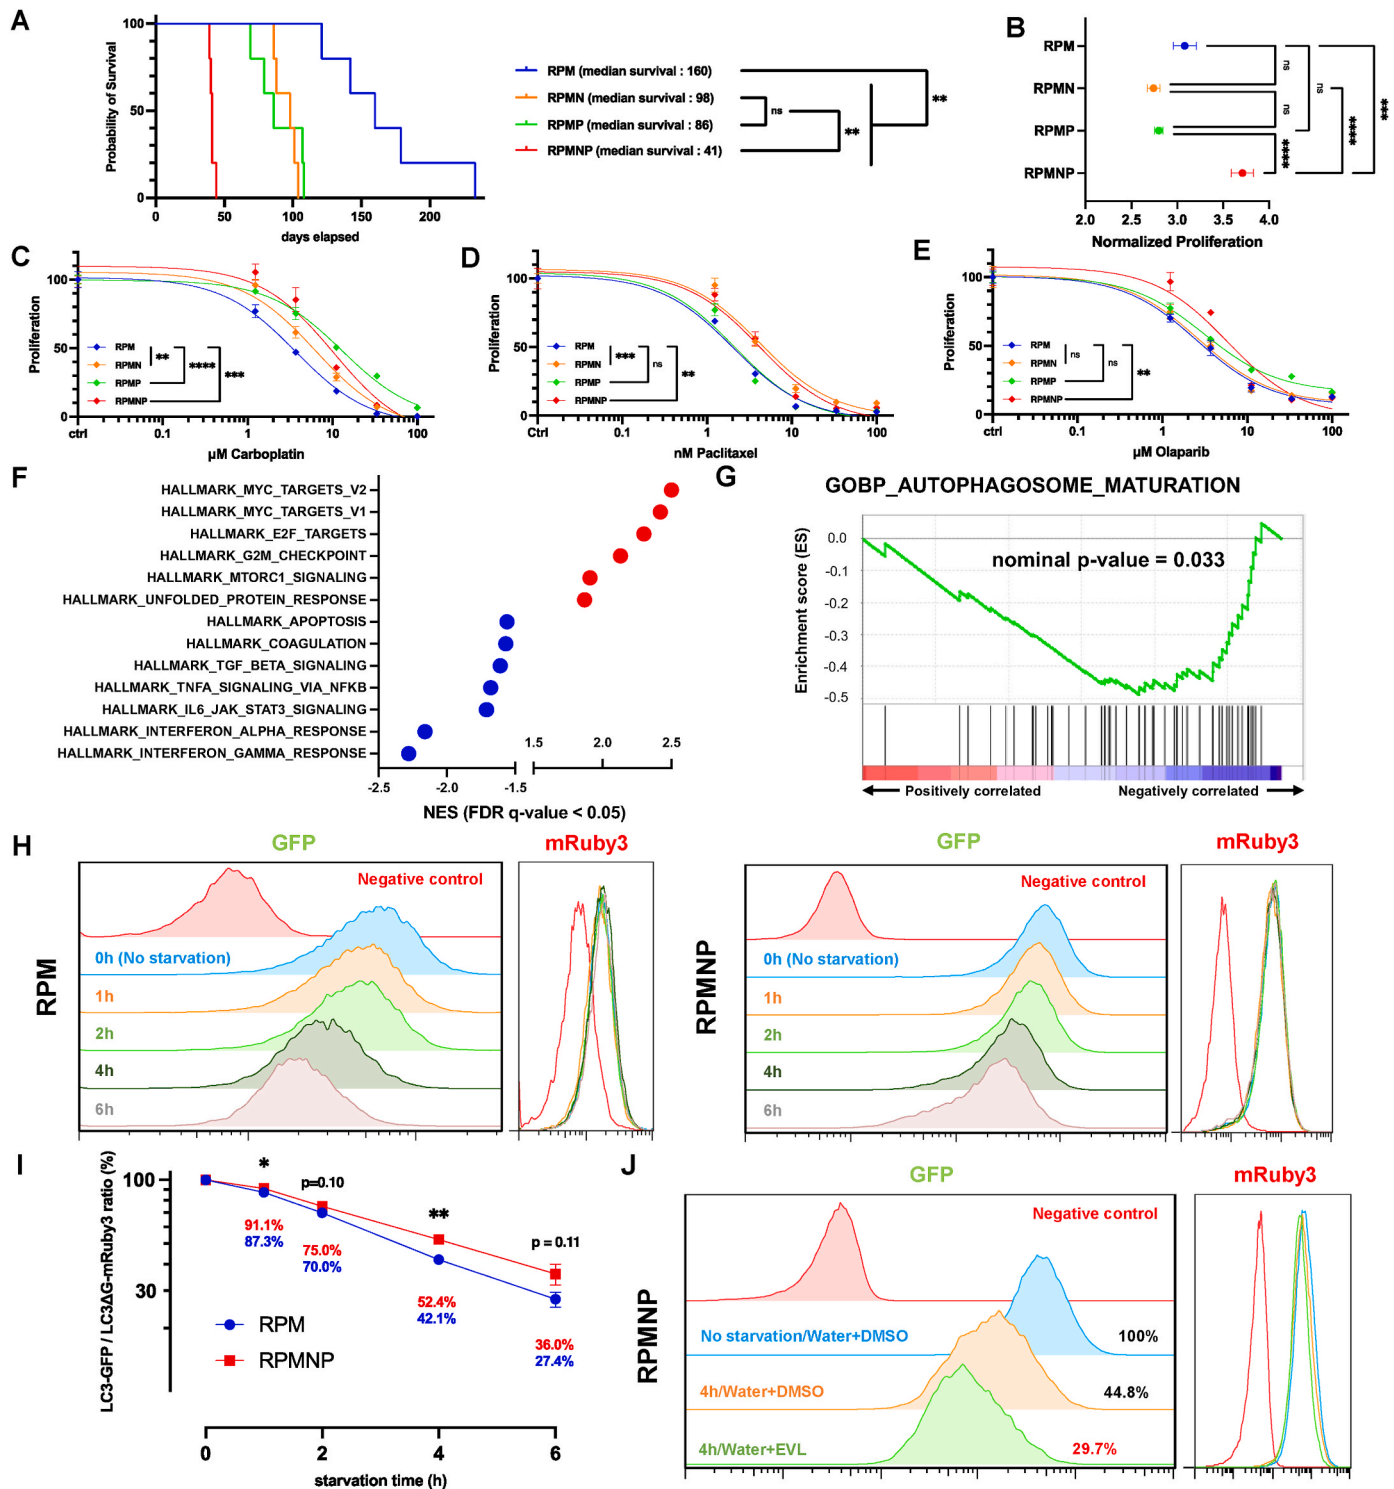 A
Probability of Survival
100
50
0
0
50
100
150
200
days elapsed
RPM (median survival : 160)
RPMN (median survival : 98)
RPMP (median survival : 86)
RPMNP (median survival : 41)
ns
**
**
B
RPM
RPMN
RPMP
RPMNP
ns
ns
****
ns
****
***
2.0
2.5
3.0
3.5
4.0
Normalized Proliferation
C
Proliferation
100
50
0
RPM
RPMN
RPMP
RPMNP
**
****
***
ctrl
0.1
1
10
100
µM Carboplatin
D
Proliferation
100
50
0
RPM
RPMN
RPMP
RPMNP
***
ns
**
Ctrl
0.1
1
10
100
nM Paclitaxel
E
Proliferation
100
50
0
RPM
RPMN
RPMP
RPMNP
ns
ns
**
ctrl
0.1
1
10
100
µM Olaparib
F
HALLMARK_MYC_TARGETS_V2
HALLMARK_MYC_TARGETS_V1
HALLMARK_E2F_TARGETS
HALLMARK_G2M_CHECKPOINT
HALLMARK_MTORC1_SIGNALING
HALLMARK_UNFOLDED_PROTEIN_RESPONSE
HALLMARK_APOPTOSIS
HALLMARK_COAGULATION
HALLMARK_TGF_BETA_SIGNALING
HALLMARK_TNFA_SIGNALING_VIA_NFKB
HALLMARK_IL6_JAK_STAT3_SIGNALING
HALLMARK_INTERFERON_ALPHA_RESPONSE
HALLMARK_INTERFERON_GAMMA_RESPONSE
1.5
2.0
2.5
-2.5
-2.0
-1.5
NES (FDR q-value < 0.05)
G
GOBP_AUTOPHAGOSOME_MATURATION
Enrichment score (ES)
0.0
-0.1
-0.2
-0.3
-0.4
-0.5
nominal p-value = 0.033
Positively correlated
Negatively correlated
H
RPM
GFP
Negative control
0h (No starvation)
1h
2h
4h
6h
mRuby3
RPMNP
GFP
Negative control
0h (No starvation)
1h
2h
4h
6h
mRuby3
I
LC3-GFP / LC3ΔG-mRuby3 ratio (%)
100
30
*
p=0.10
**
p = 0.11
91.1%
87.3%
75.0%
70.0%
52.4%
42.1%
36.0%
27.4%
RPM
RPMNP
0
2
4
6
starvation time (h)
J
RPMNP
GFP
Negative control
No starvation/Water+DMSO
100%
4h/Water+DMSO
44.8%
4h/Water+EVL
29.7%
mRuby3